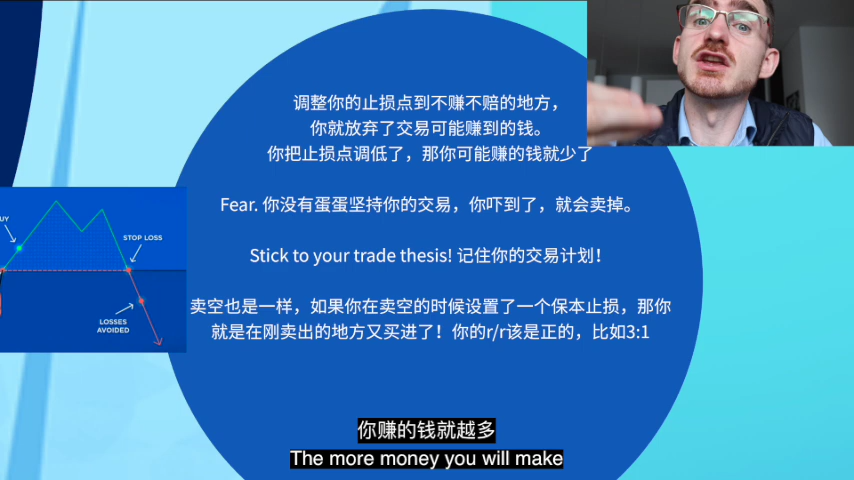 调整你的止损点到不赚不赔的地方，
你就放弃了交易可能赚到的钱。
你把止损点调低了，那你可能赚的钱就少了
Fear. 你没有蛋蛋坚持你的交易，你吓到了，就会卖掉。
Stick to your trade thesis! 记住你的交易计划！
卖空也是一样，如果你在卖空的时候设置了一个保本止损，那你
就是在刚卖出的地方又买进了！你的r/r该是正的，比如3:1
UY
STOP LOSS
LOSSES
AVOIDED
你赚的钱就越多
The more money you will make